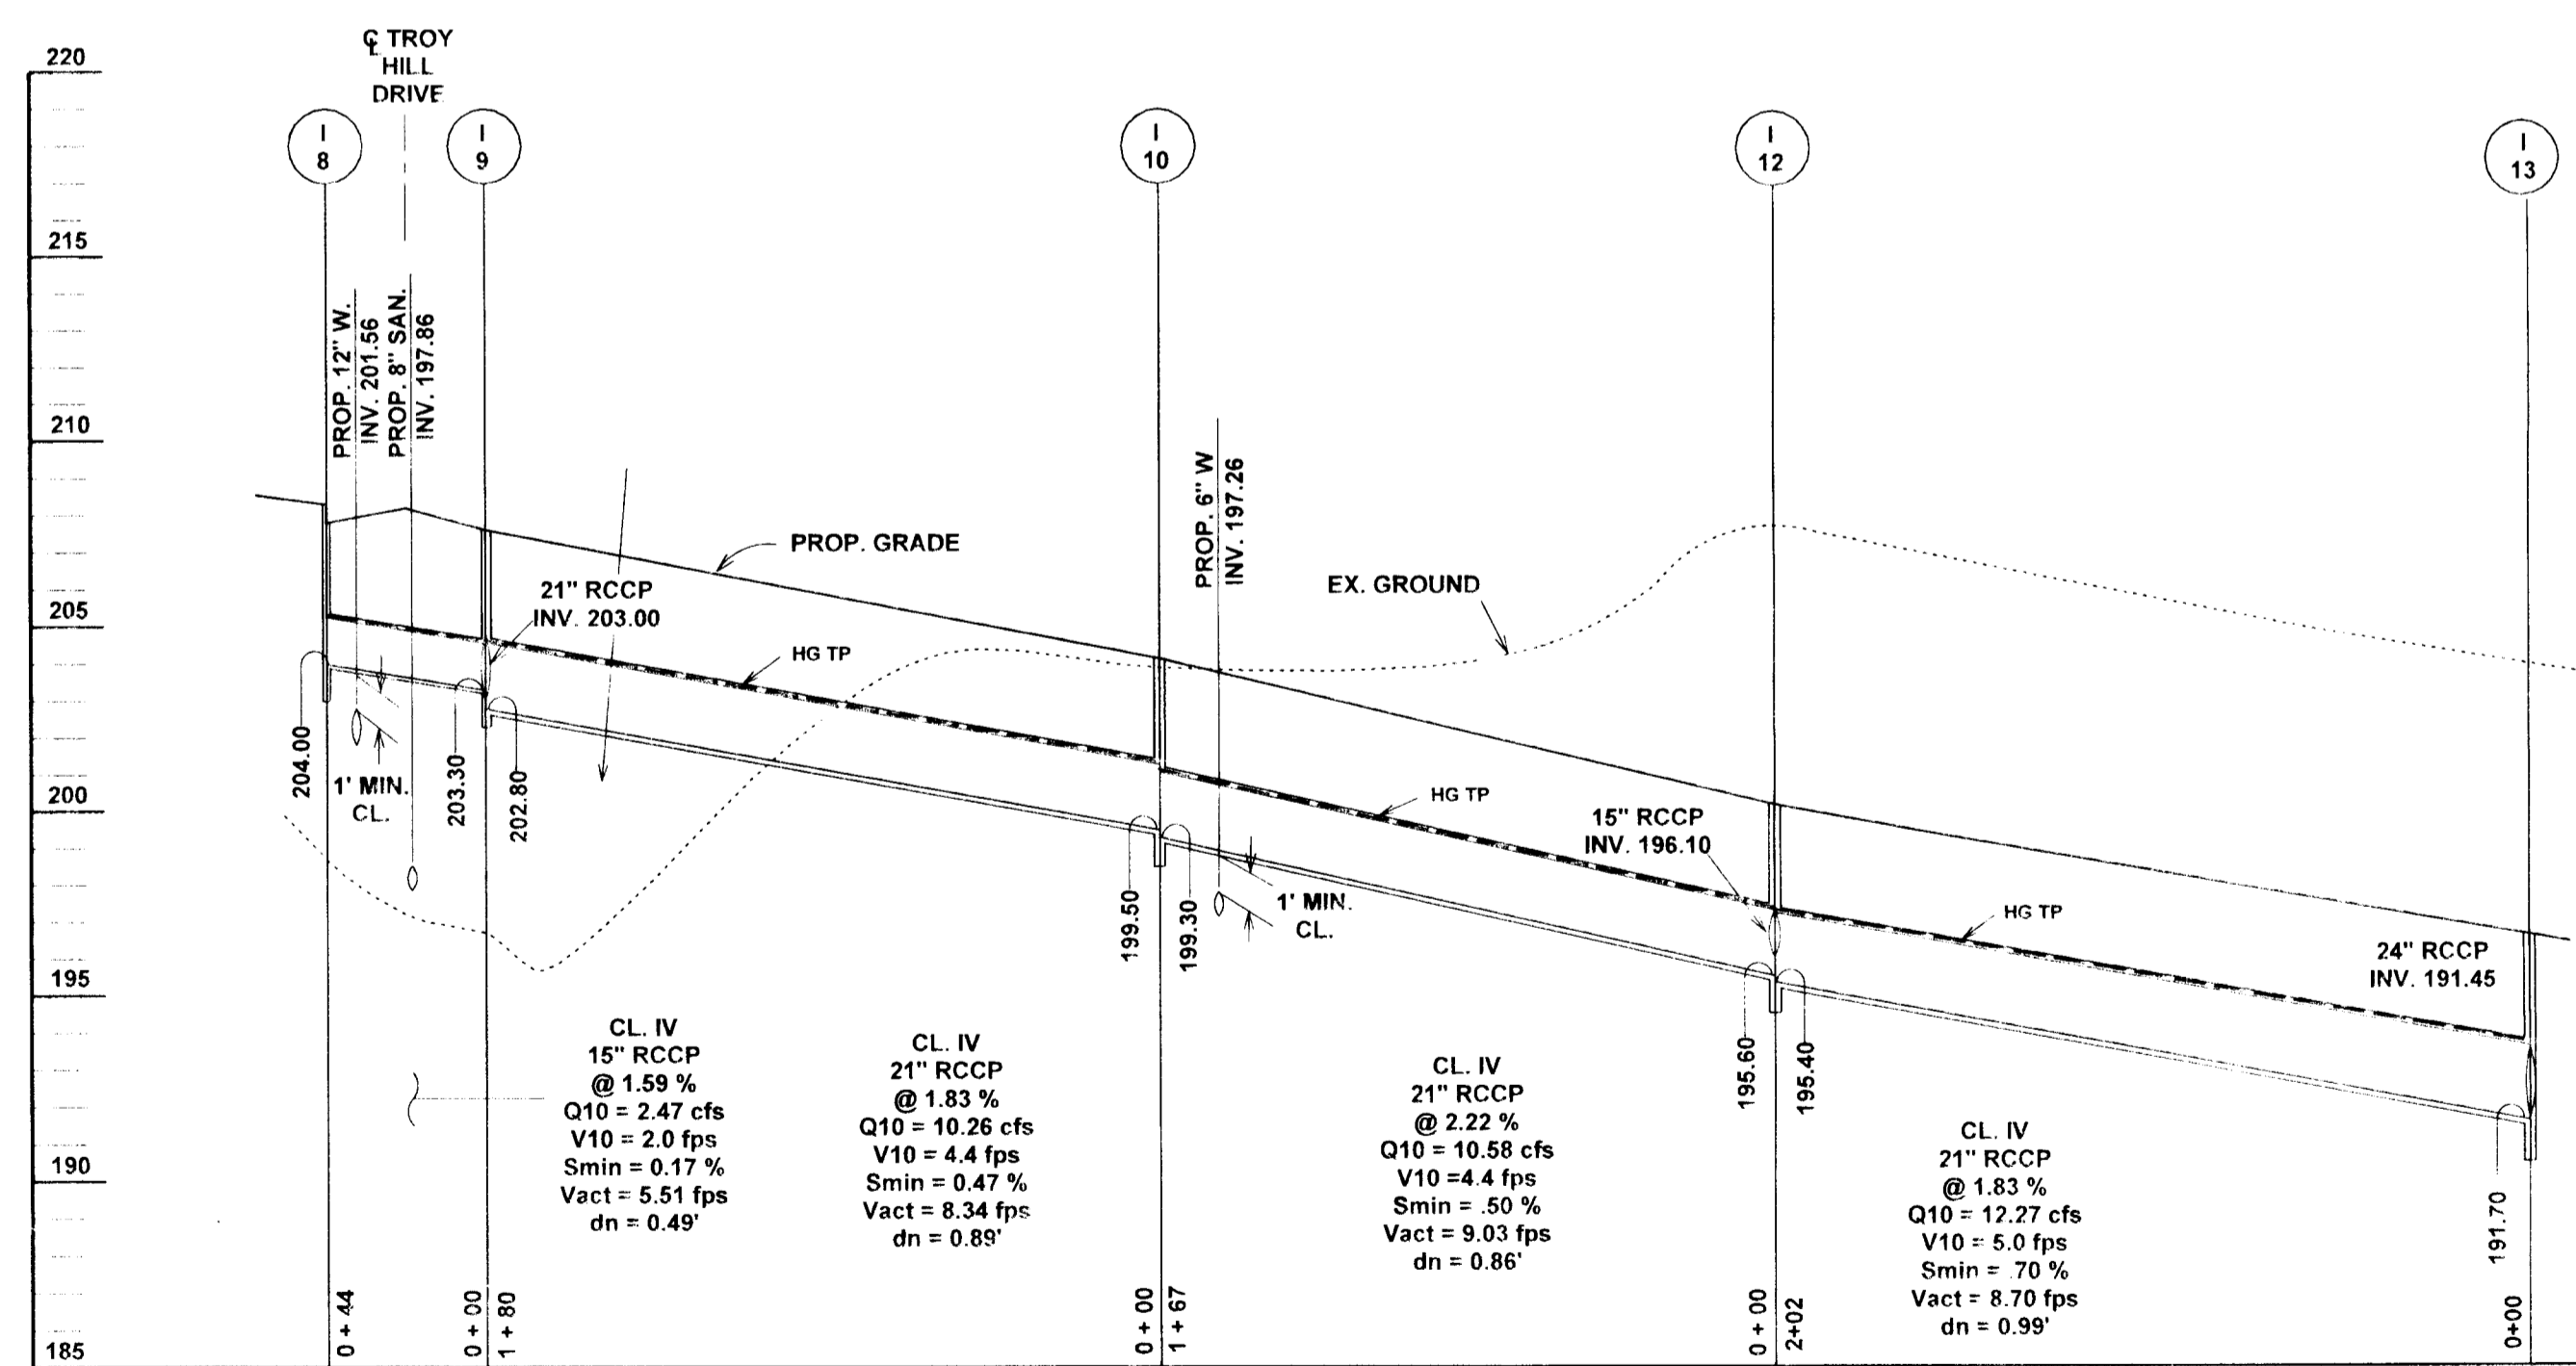 ℄ TROY
HILL
DRIVE
220
215
210
205
200
195
190
185
I
8
I
9
I
10
I
12
I
13
PROP. 12" W.
INV. 201.56
PROP. 8" SAN.
INV. 197.86
PROP. GRADE
21" RCCP
INV. 203.00
HG TP
PROP. 6" W
INV. 197.26
EX. GROUND
204.00
1' MIN.
CL.
203.30
202.80
199.50
199.30
1' MIN.
CL.
HG TP
15" RCCP
INV. 196.10
HG TP
24" RCCP
INV. 191.45
195.60
195.40
191.70
CL. IV
15" RCCP
@ 1.59 %
Q10 = 2.47 cfs
V10 = 2.0 fps
Smin = 0.17 %
Vact = 5.51 fps
dn = 0.49'
CL. IV
21" RCCP
@ 1.83 %
Q10 = 10.26 cfs
V10 = 4.4 fps
Smin = 0.47 %
Vact = 8.34 fps
dn = 0.89'
CL. IV
21" RCCP
@ 2.22 %
Q10 = 10.58 cfs
V10 =4.4 fps
Smin = .50 %
Vact = 9.03 fps
dn = 0.86'
CL. IV
21" RCCP
@ 1.83 %
Q10 = 12.27 cfs
V10 = 5.0 fps
Smin = .70 %
Vact = 8.70 fps
dn = 0.99'
0 + 44
0 + 00
1 + 80
0 + 00
1 + 67
0 + 00
2+02
0+00